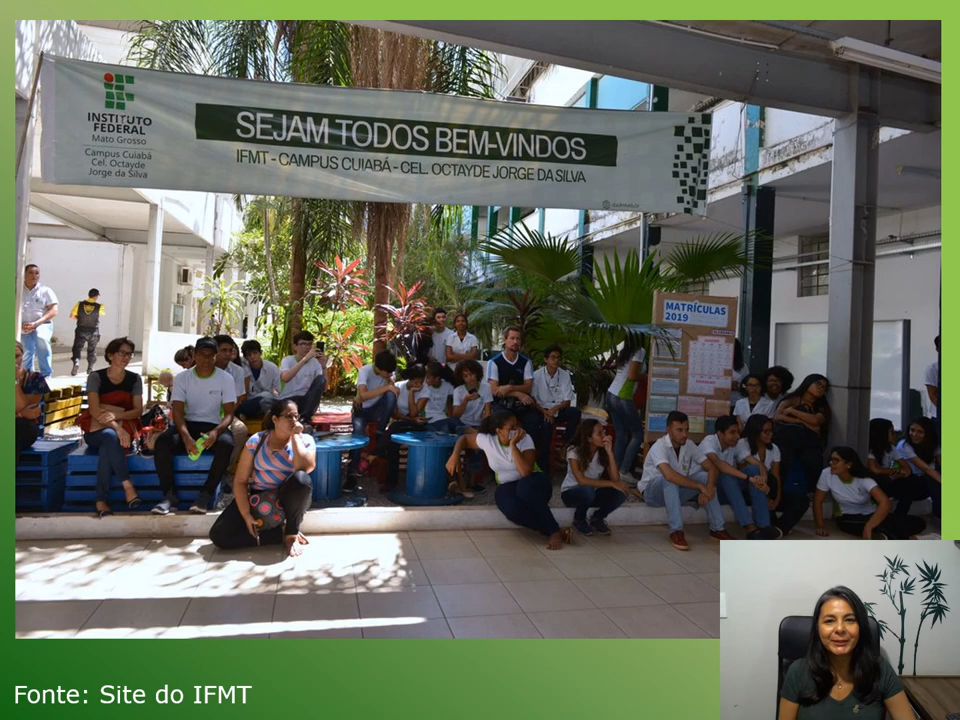 INSTITUTO
FEDERAL
Mato Grosso
Campus Cuiabá
Cel. Octayde
Jorge da Silva
SEJAM TODOS BEM-VINDOS
IFMT - CAMPUS CUIABÁ - CEL. OCTAYDE JORGE DA SILVA
MATRÍCULAS
2019
Fonte: Site do IFMT